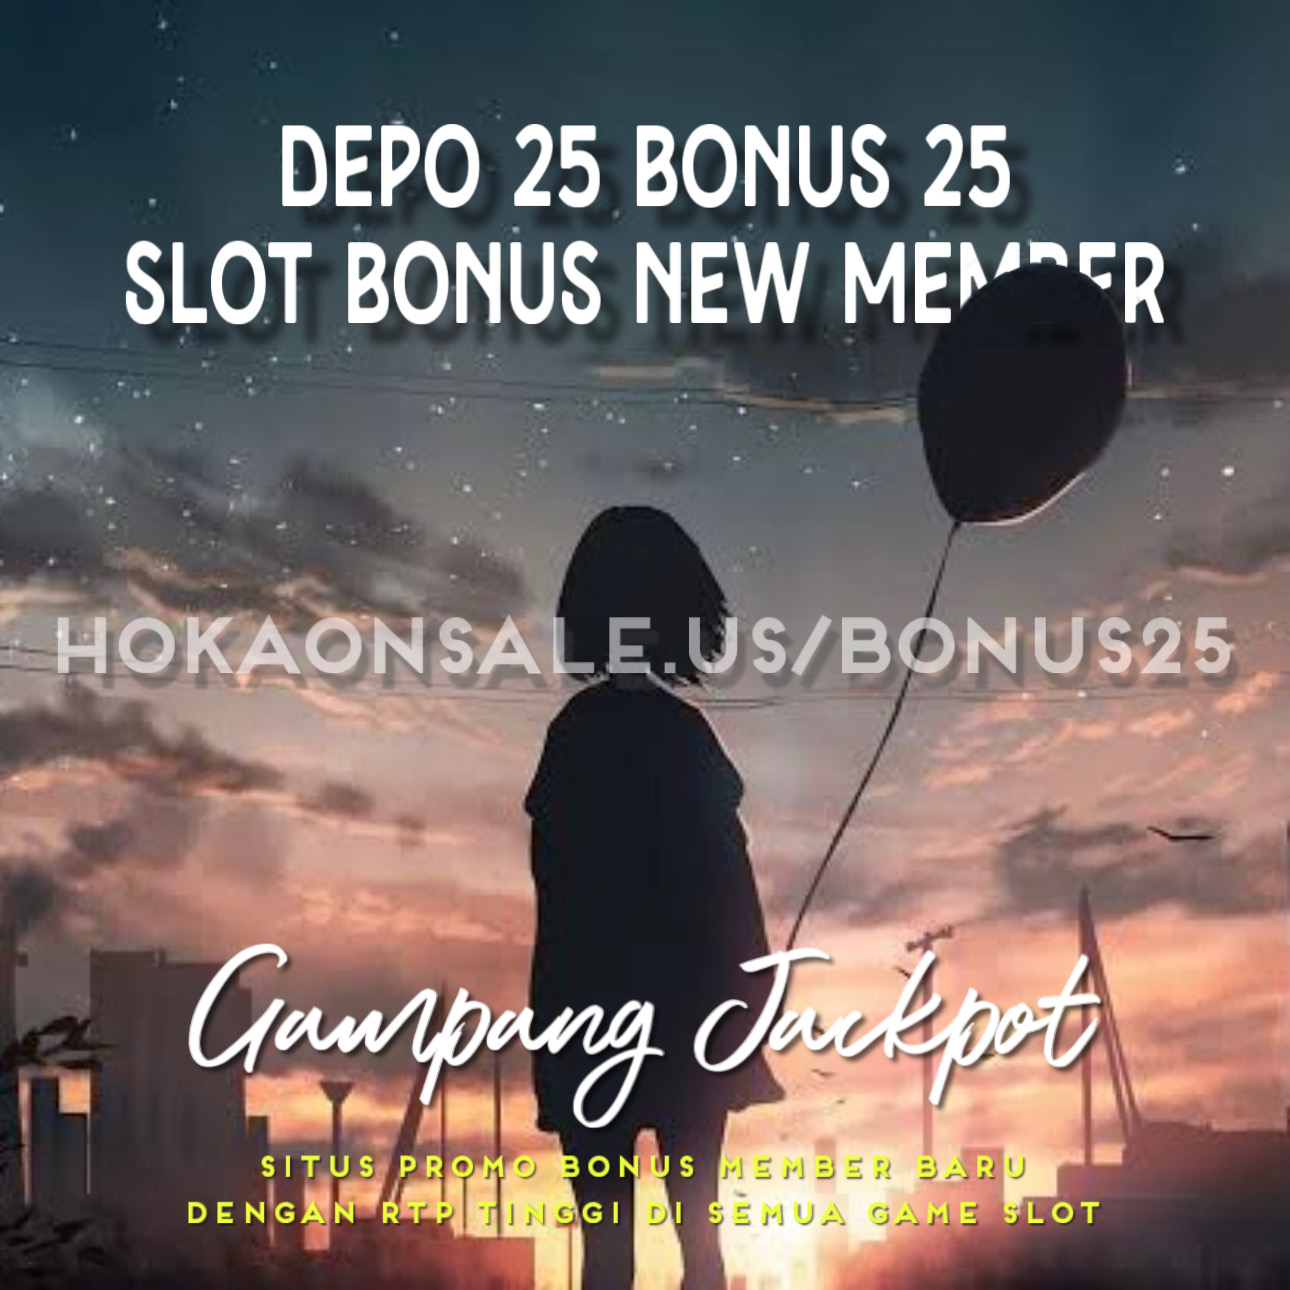 DEPO 25 BONUS 25
SLOT BONUS NEW MEMBER
HOKAONSALE.US/BONUS25
Gampang Jackpot
SITUS PROMO BONUS MEMBER BARU
DENGAN RTP TINGGI DI SEMUA GAME SLOT